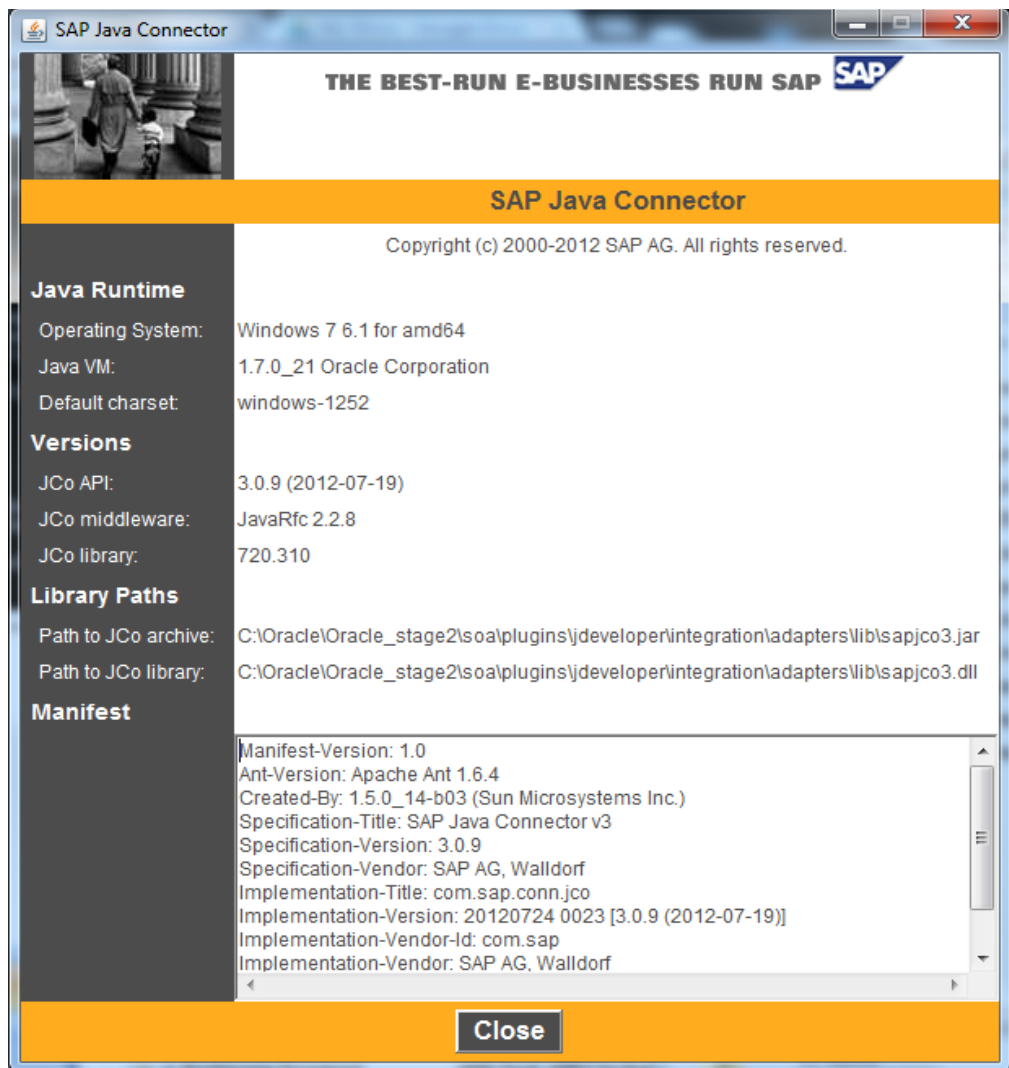 SAP Java Connector
THE BEST-RUN E-BUSINESSES RUN SAP SAP
SAP Java Connector
Copyright (c) 2000-2012 SAP AG. All rights reserved.
Java Runtime
Operating System: Windows 7 6.1 for amd64
Java VM: 1.7.0_21 Oracle Corporation
Default charset: windows-1252
Versions
JCo API: 3.0.9 (2012-07-19)
JCo middleware: JavaRfc 2.2.8
JCo library: 720.310
Library Paths
Path to JCo archive: C:\Oracle\Oracle_stage2\soa\plugins\jdeveloper\integration\adapters\lib\sapjco3.jar
Path to JCo library: C:\Oracle\Oracle_stage2\soa\plugins\jdeveloper\integration\adapters\lib\sapjco3.dll
Manifest
Manifest-Version: 1.0
Ant-Version: Apache Ant 1.6.4
Created-By: 1.5.0_14-b03 (Sun Microsystems Inc.)
Specification-Title: SAP Java Connector v3
Specification-Version: 3.0.9
Specification-Vendor: SAP AG, Walldorf
Implementation-Title: com.sap.conn.jco
Implementation-Version: 20120724 0023 [3.0.9 (2012-07-19)]
Implementation-Vendor-Id: com.sap
Implementation-Vendor: SAP AG, Walldorf
Close